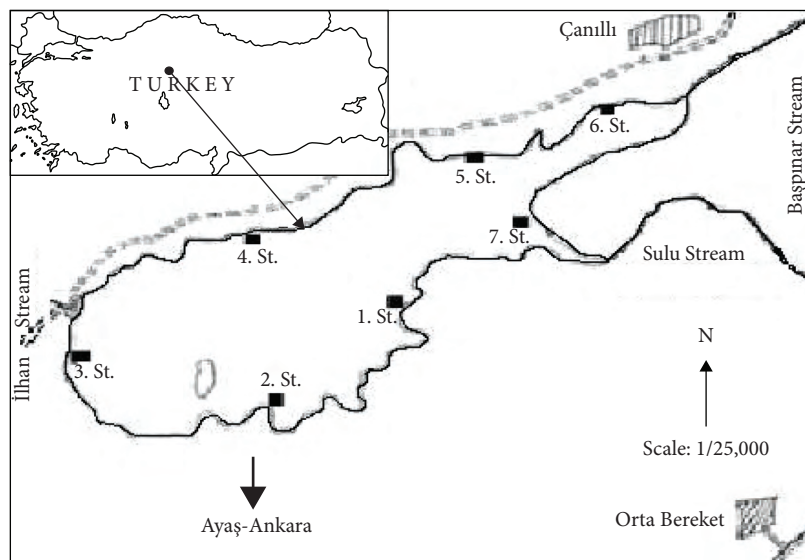 Çanıllı
T U R K E Y
6. St.
5. St.
Başpınar Stream
7. St.
4. St.
Sulu Stream
1. St.
İlhan Stream
3. St.
2. St.
N
Scale: 1/25,000
Ayaş-Ankara
Orta Bereket